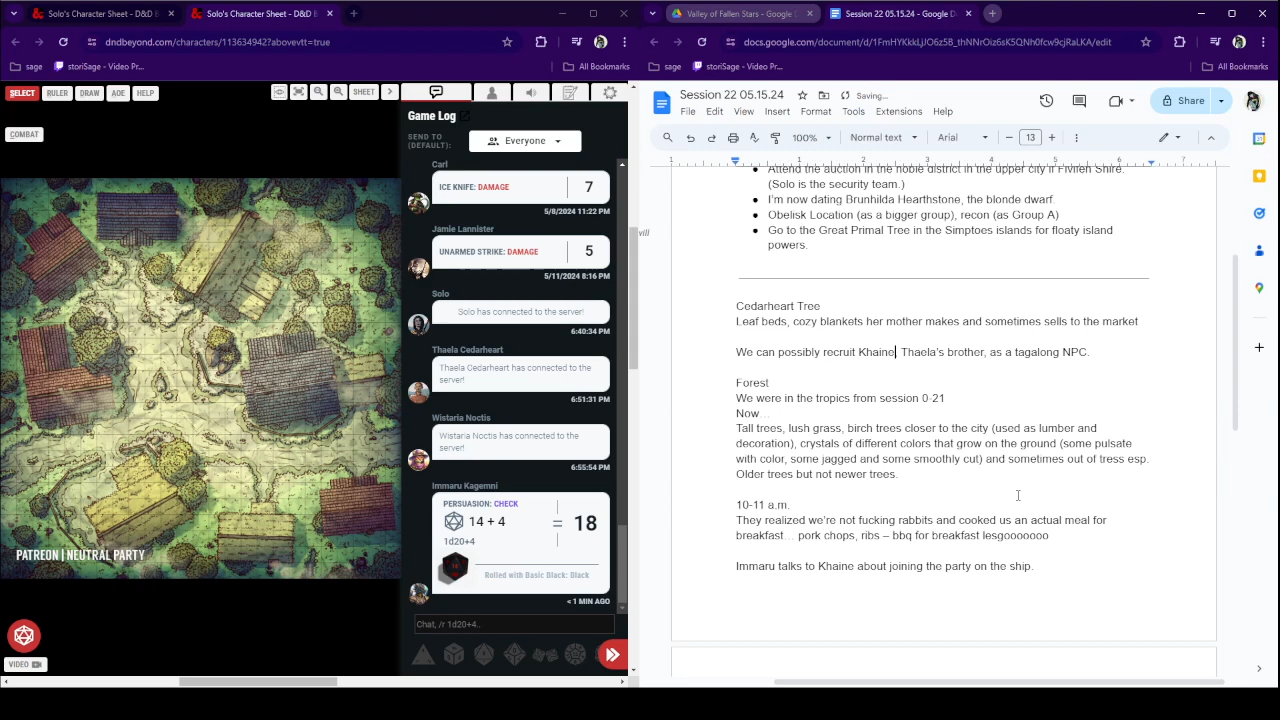 Solo's Character Sheet - D&D B
Solo's Character Sheet - D&D B
dndbeyond.com/characters/113634942?abovevtt=true
sage
storiSage - Video Pr...
All Bookmarks
SELECT
RULER
DRAW
AOE
HELP
SHEET
COMBAT
Game Log
SEND TO
(DEFAULT):
Everyone
Carl
ICE KNIFE: DAMAGE
7
5/8/2024 11:22 PM
Jamie Lannister
UNARMED STRIKE: DAMAGE
5
5/11/2024 8:16 PM
Solo
Solo has connected to the server!
6:40:34 PM
Thaela Cedarheart
Thaela Cedarheart has connected to the
server!
6:51:31 PM
Wistaria Noctis
Wistaria Noctis has connected to the
server!
6:55:54 PM
Immaru Kagemni
PERSUASION: CHECK
14 + 4
= 18
1d20+4
Rolled with Basic Black: Black
< 1 MIN AGO
Chat, /r 1d20+4..
PATREON | NEUTRAL PARTY
VIDEO
Valley of Fallen Stars - Google D
Session 22 05.15.24 - Google D
docs.google.com/document/d/1FmHYKkkLjJO6z5B_thNNrOiz6sK5QNh0fcw9cjRaLKA/edit
sage
storiSage - Video Pr...
All Bookmarks
Session 22 05.15.24
Saving...
File Edit View Insert Format Tools Extensions Help
Share
100%
Normal text
Arial
13
1 1 2 3 4 5 6 7
Attend the auction in the noble district in the upper city if Fivifen Shire.
(Solo is the security team.)
I'm now dating Brunhilda Hearthstone, the blonde dwarf.
Obelisk Location (as a bigger group), recon (as Group A)
Go to the Great Primal Tree in the Simptoes islands for floaty island
powers.
Cedarheart Tree
Leaf beds, cozy blankets her mother makes and sometimes sells to the market
We can possibly recruit Khaine, Thaela's brother, as a tagalong NPC.
Forest
We were in the tropics from session 0-21
Now...
Tall trees, lush grass, birch trees closer to the city (used as lumber and
decoration), crystals of different colors that grow on the ground (some pulsate
with color, some jagged and some smoothly cut) and sometimes out of tress esp.
Older trees but not newer trees.
10-11 a.m.
They realized we're not fucking rabbits and cooked us an actual meal for
breakfast... pork chops, ribs – bbq for breakfast lesgooooooo
Immaru talks to Khaine about joining the party on the ship.